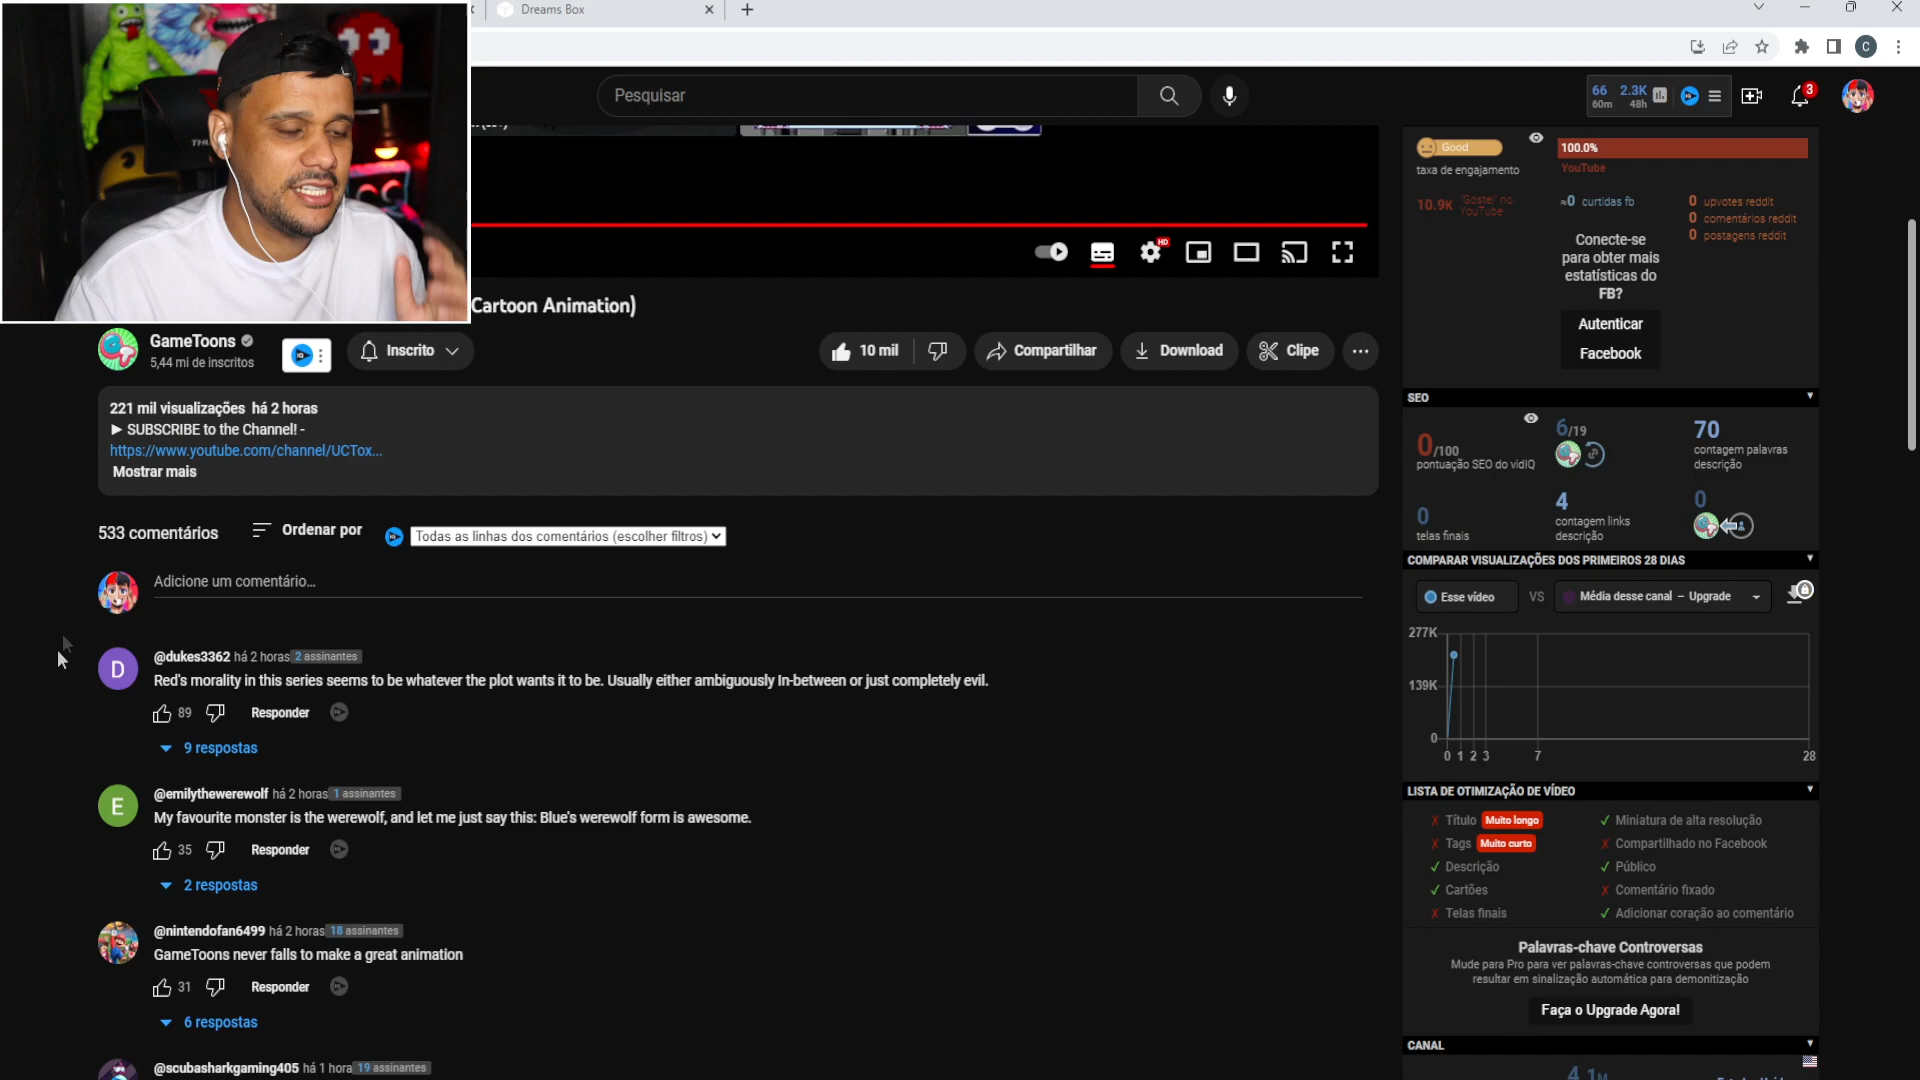 Dreams Box
Pesquisar
66
60m
2.3K
48h
C
3
Good
taxa de engajamento
100.0%
YouTube
10.9K "Gostei" no YouTube
≈0 curtidas fb
0 upvotes reddit
0 comentários reddit
0 postagens reddit
Conecte-se
para obter mais
estatísticas do
FB?
Autenticar
Facebook
HD
Cartoon Animation)
GameToons
5,44 mi de inscritos
Inscrito
10 mil
Compartilhar
Download
Clipe
221 mil visualizações há 2 horas
► SUBSCRIBE to the Channel! -
https://www.youtube.com/channel/UCTox...
Mostrar mais
SEO
0/100
pontuação SEO do vidIQ
6/19
70
contagem palavras
descrição
0
telas finais
4
contagem links
descrição
0
533 comentários
Ordenar por
Todas as linhas dos comentários (escolher filtros)
Adicione um comentário...
COMPARAR VISUALIZAÇÕES DOS PRIMEIROS 28 DIAS
Esse vídeo
VS
Média desse canal – Upgrade
277K
139K
0
0 1 2 3 7 28
D
@dukes3362 há 2 horas 2 assinantes
Red's morality in this series seems to be whatever the plot wants it to be. Usually either ambiguously In-between or just completely evil.
89
Responder
9 respostas
E
@emilythewerewolf há 2 horas 1 assinantes
My favourite monster is the werewolf, and let me just say this: Blue's werewolf form is awesome.
35
Responder
2 respostas
@nintendofan6499 há 2 horas 18 assinantes
GameToons never falls to make a great animation
31
Responder
6 respostas
@scubasharkgaming405 há 1 hora 19 assinantes
LISTA DE OTIMIZAÇÃO DE VÍDEO
✗ Título Muito longo
✓ Miniatura de alta resolução
✗ Tags Muito curto
✗ Compartilhado no Facebook
✓ Descrição
✓ Público
✓ Cartões
✗ Comentário fixado
✗ Telas finais
✓ Adicionar coração ao comentário
Palavras-chave Controversas
Mude para Pro para ver palavras-chave controversas que podem
resultar em sinalização automática para demonitização
Faça o Upgrade Agora!
CANAL
4.1M